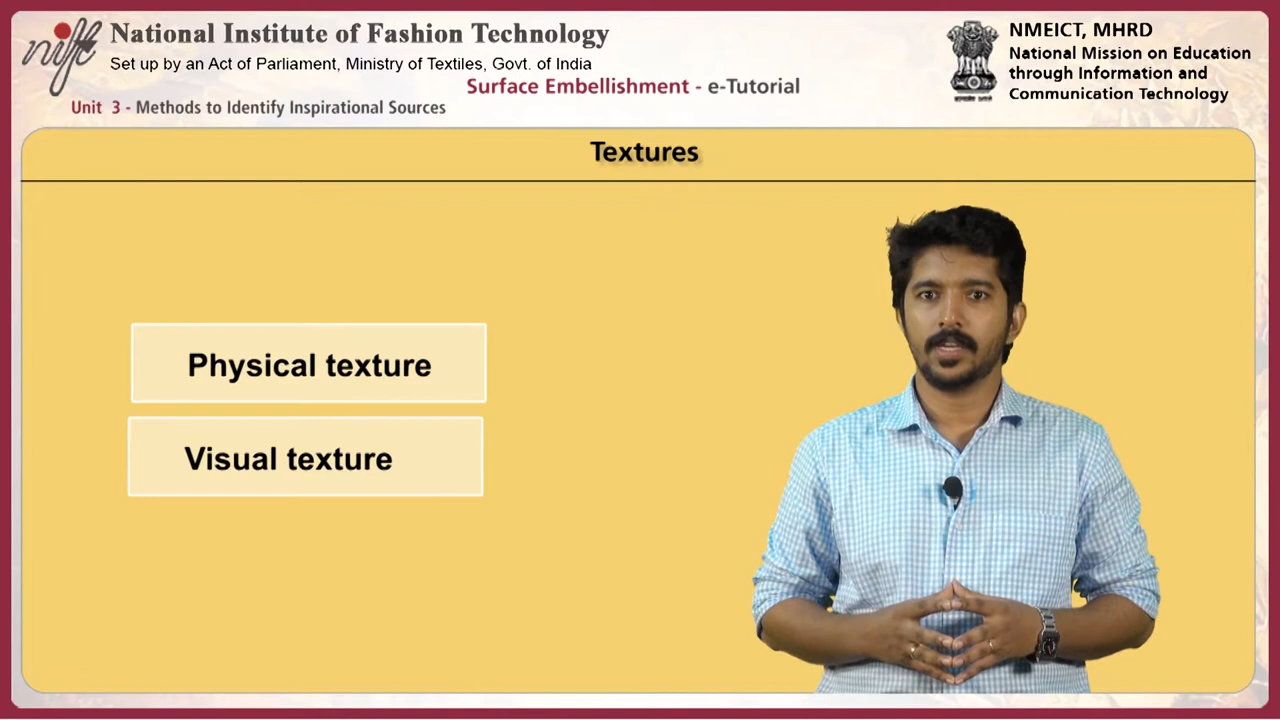 nift
National Institute of Fashion Technology
Set up by an Act of Parliament, Ministry of Textiles, Govt. of India
Surface Embellishment - e-Tutorial
Unit 3 - Methods to Identify Inspirational Sources
NMEICT, MHRD
National Mission on Education
through Information and
Communication Technology
Textures
Physical texture
Visual texture